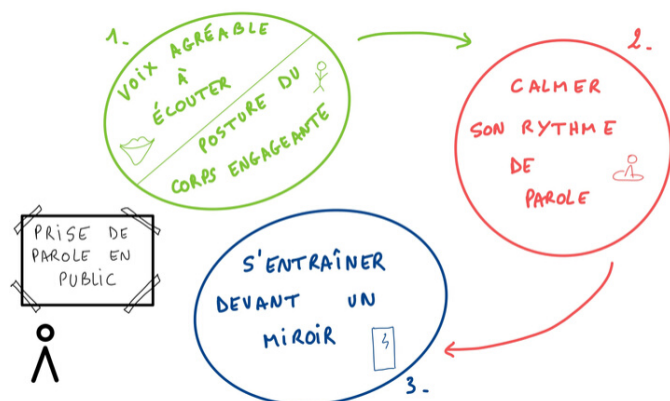 1.
VOIX AGRÉABLE
À
ÉCOUTER
POSTURE DU
CORPS ENGAGEANTE
2.
CALMER
SON RYTHME
DE
PAROLE
PRISE DE
PAROLE EN
PUBLIC
S'ENTRAÎNER
DEVANT UN
MIROIR
3.